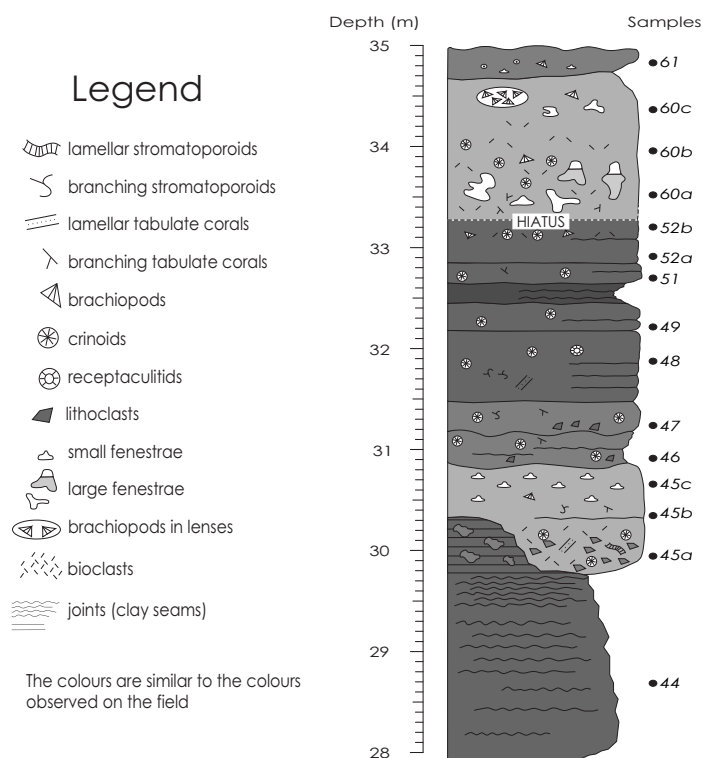 Depth (m)
Samples
Legend
lamellar stromatoporoids
branching stromatoporoids
lamellar tabulate corals
branching tabulate corals
brachiopods
crinoids
receptaculitids
lithoclasts
small fenestrae
large fenestrae
brachiopods in lenses
bioclasts
joints (clay seams)
The colours are similar to the colours
observed on the field
35
34
33
32
31
30
29
28
HIATUS
61
60c
60b
60a
52b
52a
51
49
48
47
46
45c
45b
45a
44